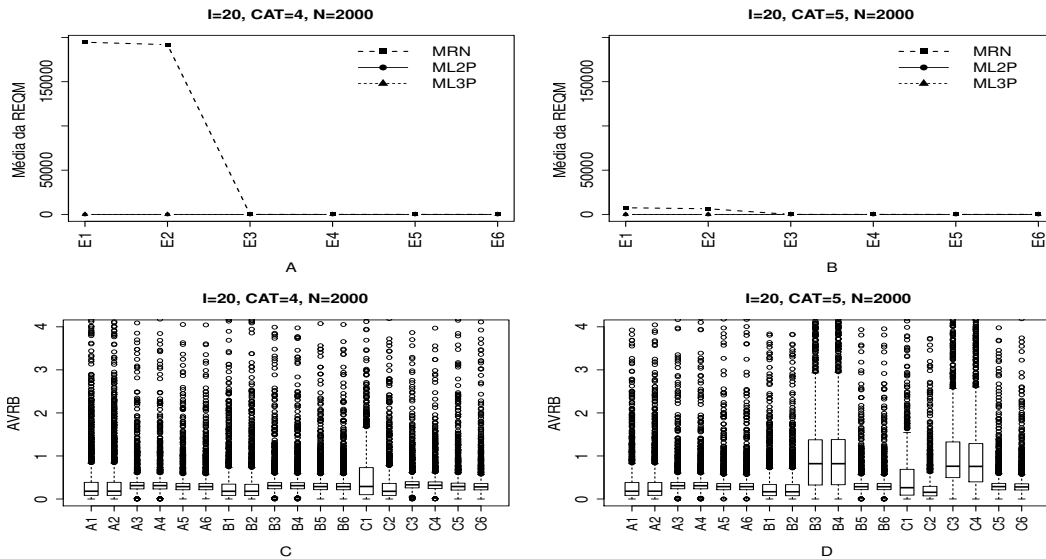 I=20, CAT=4, N=2000
Média da REQM
0
50000
150000
MRN
ML2P
ML3P
E1 E2 E3 E4 E5 E6
A
I=20, CAT=5, N=2000
Média da REQM
0
50000
150000
MRN
ML2P
ML3P
E1 E2 E3 E4 E5 E6
B
I=20, CAT=4, N=2000
AVRB
0 1 2 3 4
A1 A2 A3 A4 A5 A6 B1 B2 B3 B4 B5 B6 C1 C2 C3 C4 C5 C6
C
I=20, CAT=5, N=2000
AVRB
0 1 2 3 4
A1 A2 A3 A4 A5 A6 B1 B2 B3 B4 B5 B6 C1 C2 C3 C4 C5 C6
D